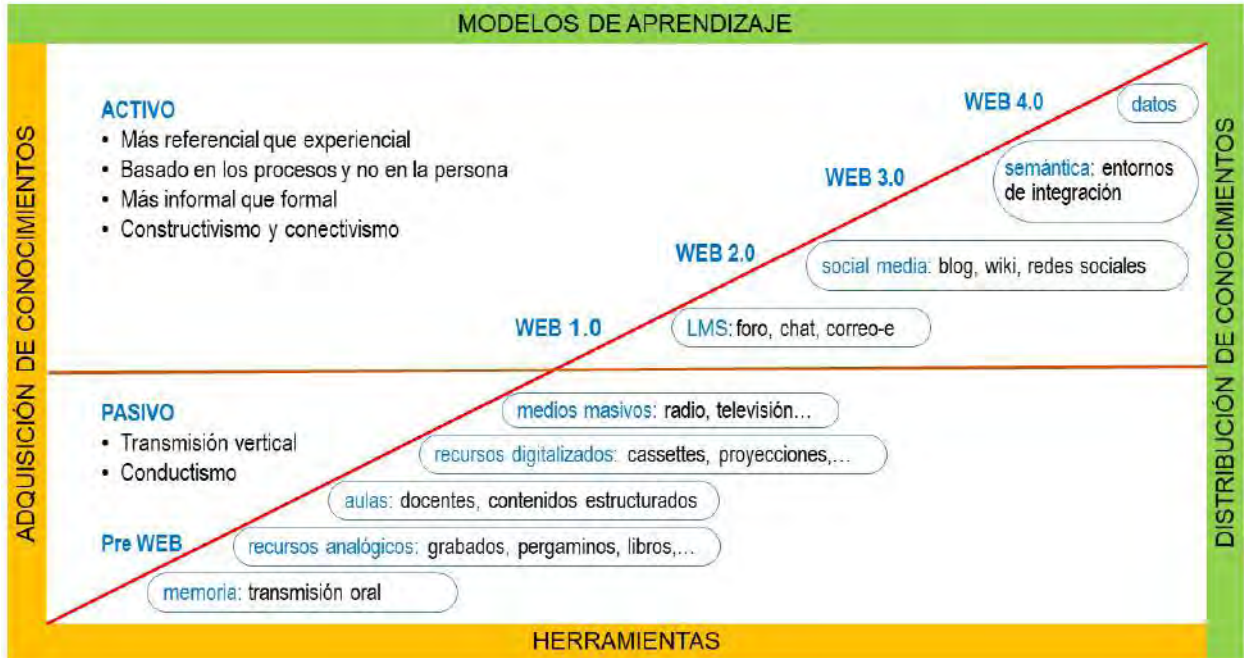 MODELOS DE APRENDIZAJE
ADQUISICIÓN DE CONOCIMIENTOS
ACTIVO
• Más referencial que experiencial
• Basado en los procesos y no en la persona
• Más informal que formal
• Constructivismo y conectivismo
WEB 4.0
datos
WEB 3.0
semántica: entornos
de integración
WEB 2.0
social media: blog, wiki, redes sociales
WEB 1.0
LMS: foro, chat, correo-e
PASIVO
• Transmisión vertical
• Conductismo
medios masivos: radio, televisión…
recursos digitalizados: cassettes, proyecciones,…
aulas: docentes, contenidos estructurados
Pre WEB
recursos analógicos: grabados, pergaminos, libros,…
memoria: transmisión oral
DISTRIBUCIÓN DE CONOCIMIENTOS
HERRAMIENTAS